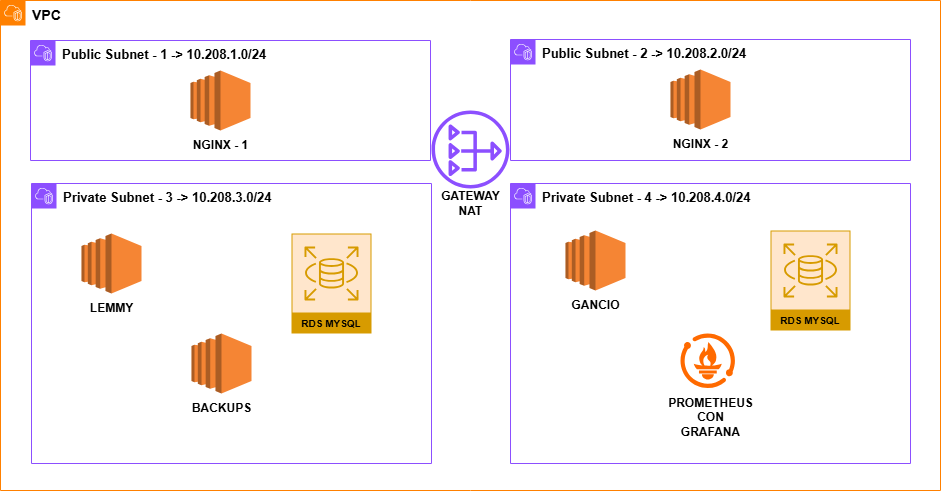 VPC
Public Subnet - 1 -> 10.208.1.0/24
NGINX - 1
Public Subnet - 2 -> 10.208.2.0/24
NGINX - 2
GATEWAY
NAT
Private Subnet - 3 -> 10.208.3.0/24
LEMMY
RDS MYSQL
BACKUPS
Private Subnet - 4 -> 10.208.4.0/24
GANCIO
RDS MYSQL
PROMETHEUS
CON
GRAFANA